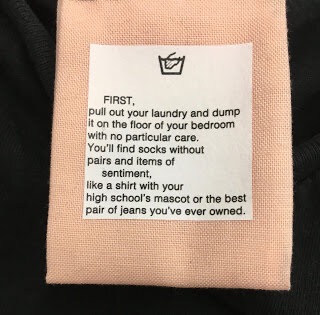 FIRST,
pull out your laundry and dump
it on the floor of your bedroom
with no particular care.
You'll find socks without
pairs and items of
sentiment,
like a shirt with your
high school's mascot or the best
pair of jeans you've ever owned.